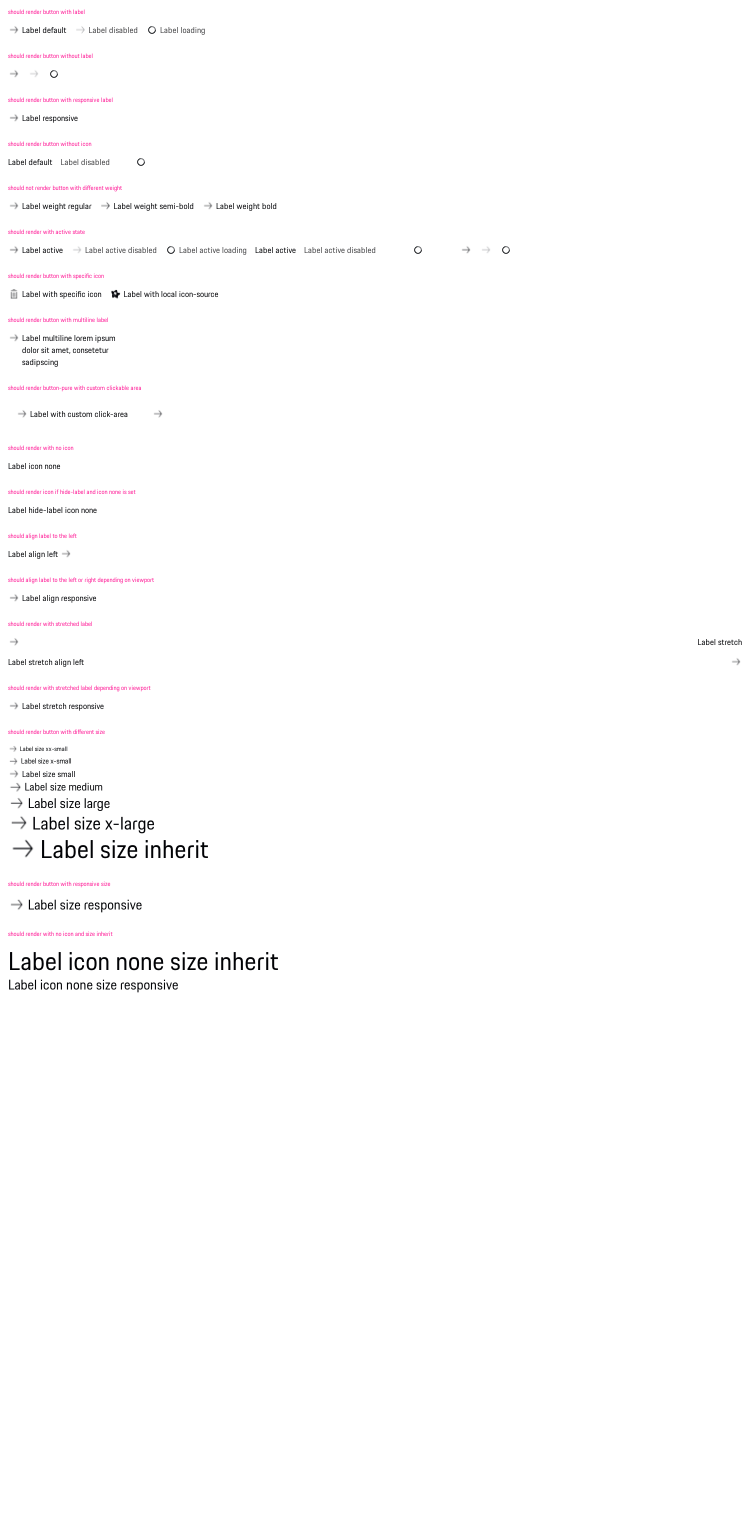 should render button with label
Label default Label disabled Label loading
should render button without label
should render button with responsive label
Label responsive
should render button without icon
Label default Label disabled
should not render button with different weight
Label weight regular Label weight semi-bold Label weight bold
should render with active state
Label active Label active disabled Label active loading Label active Label active disabled
should render button with specific icon
Label with specific icon Label with local icon-source
should render button with multiline label
Label multiline lorem ipsum
dolor sit amet, consetetur
sadipscing
should render button-pure with custom clickable area
Label with custom click-area
should render with no icon
Label icon none
should render icon if hide-label and icon none is set
Label hide-label icon none
should align label to the left
Label align left
should align label to the left or right depending on viewport
Label align responsive
should render with stretched label
Label stretch
Label stretch align left
should render with stretched label depending on viewport
Label stretch responsive
should render button with different size
Label size xx-small
Label size x-small
Label size small
Label size medium
Label size large
Label size x-large
Label size inherit
should render button with responsive size
Label size responsive
should render with no icon and size inherit
Label icon none size inherit
Label icon none size responsive